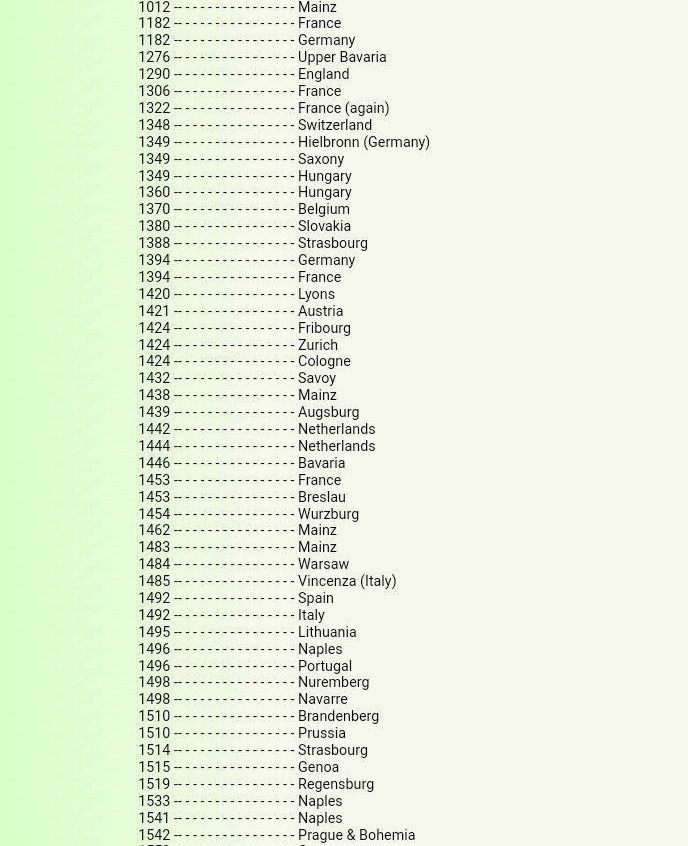 1012 ---------------- Mainz
1182 ---------------- France
1182 ---------------- Germany
1276 ---------------- Upper Bavaria
1290 ---------------- England
1306 ---------------- France
1322 ---------------- France (again)
1348 ---------------- Switzerland
1349 ---------------- Hielbronn (Germany)
1349 ---------------- Saxony
1349 ---------------- Hungary
1360 ---------------- Hungary
1370 ---------------- Belgium
1380 ---------------- Slovakia
1388 ---------------- Strasbourg
1394 ---------------- Germany
1394 ---------------- France
1420 ---------------- Lyons
1421 ---------------- Austria
1424 ---------------- Fribourg
1424 ---------------- Zurich
1424 ---------------- Cologne
1432 ---------------- Savoy
1438 ---------------- Mainz
1439 ---------------- Augsburg
1442 ---------------- Netherlands
1444 ---------------- Netherlands
1446 ---------------- Bavaria
1453 ---------------- France
1453 ---------------- Breslau
1454 ---------------- Wurzburg
1462 ---------------- Mainz
1483 ---------------- Mainz
1484 ---------------- Warsaw
1485 ---------------- Vincenza (Italy)
1492 ---------------- Spain
1492 ---------------- Italy
1495 ---------------- Lithuania
1496 ---------------- Naples
1496 ---------------- Portugal
1498 ---------------- Nuremberg
1498 ---------------- Navarre
1510 ---------------- Brandenberg
1510 ---------------- Prussia
1514 ---------------- Strasbourg
1515 ---------------- Genoa
1519 ---------------- Regensburg
1533 ---------------- Naples
1541 ---------------- Naples
1542 ---------------- Prague & Bohemia